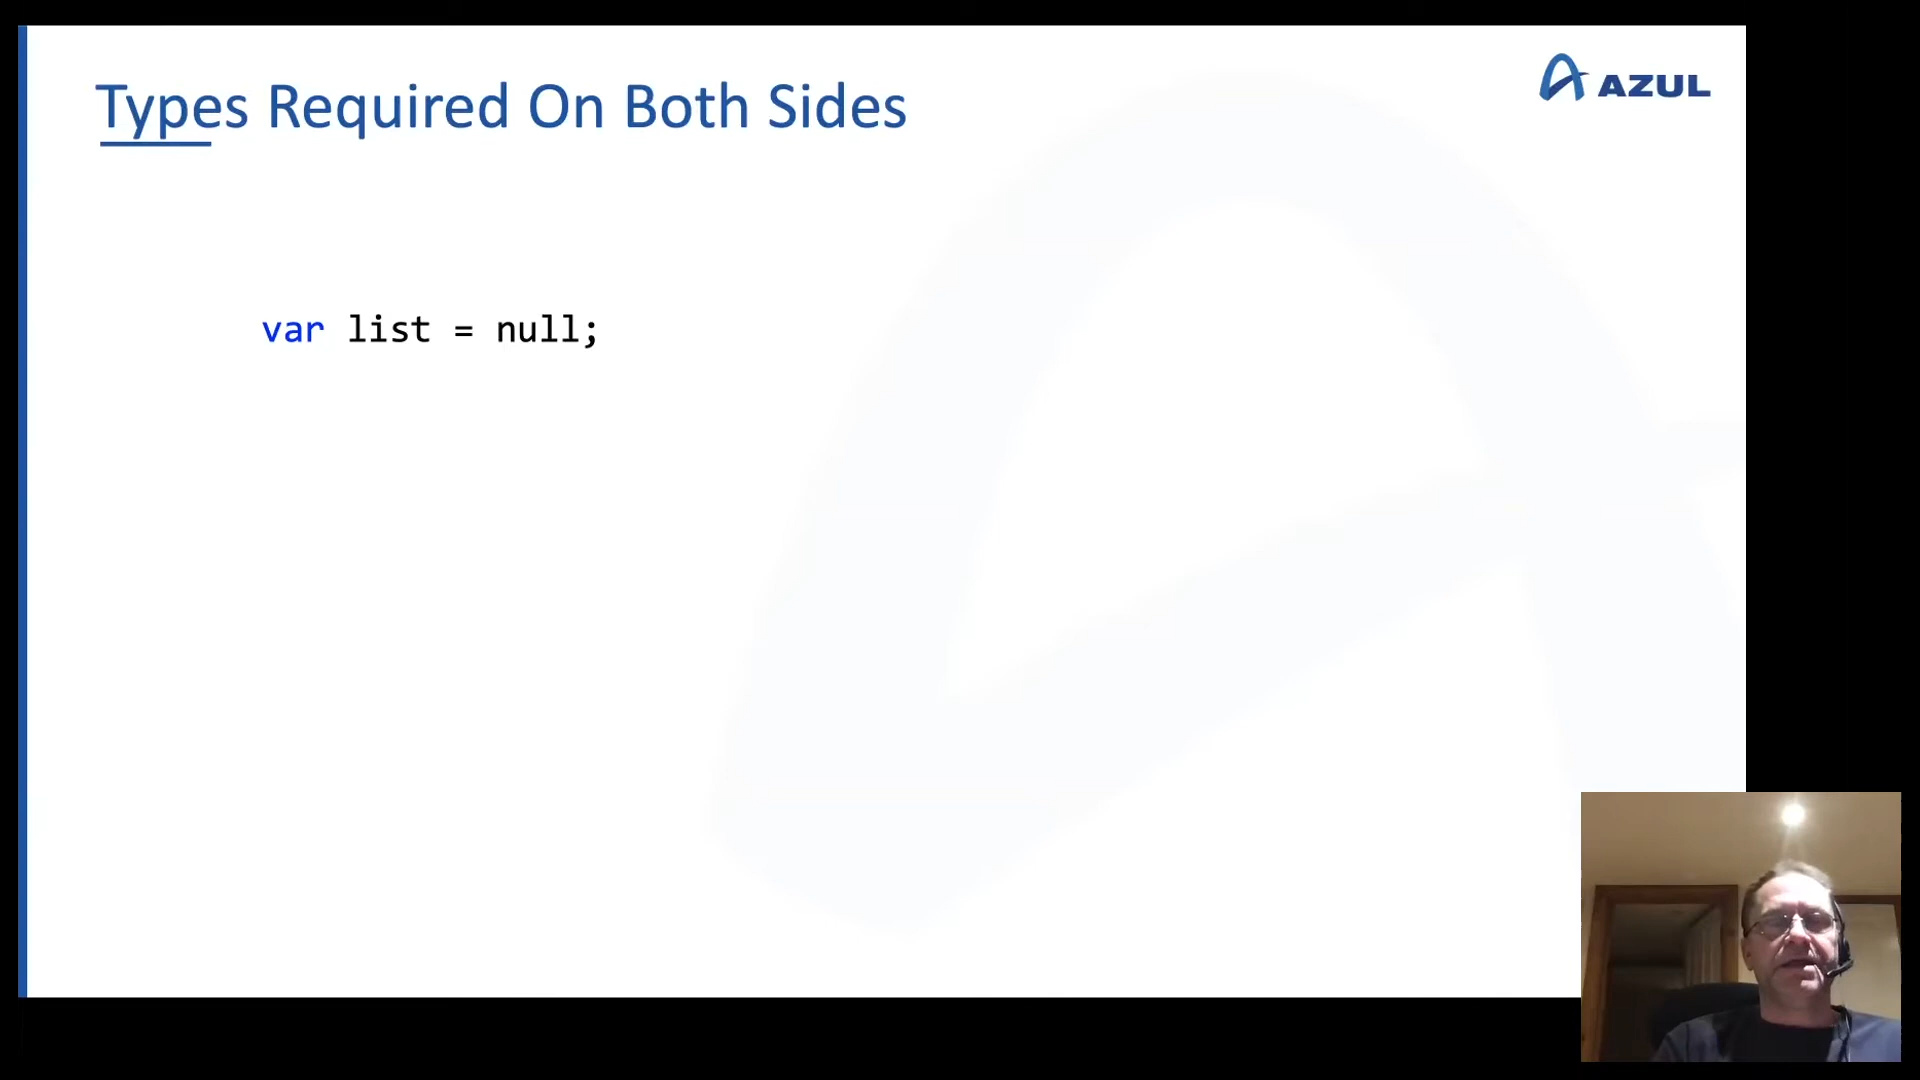 Types Required On Both Sides
AZUL
var list = null;